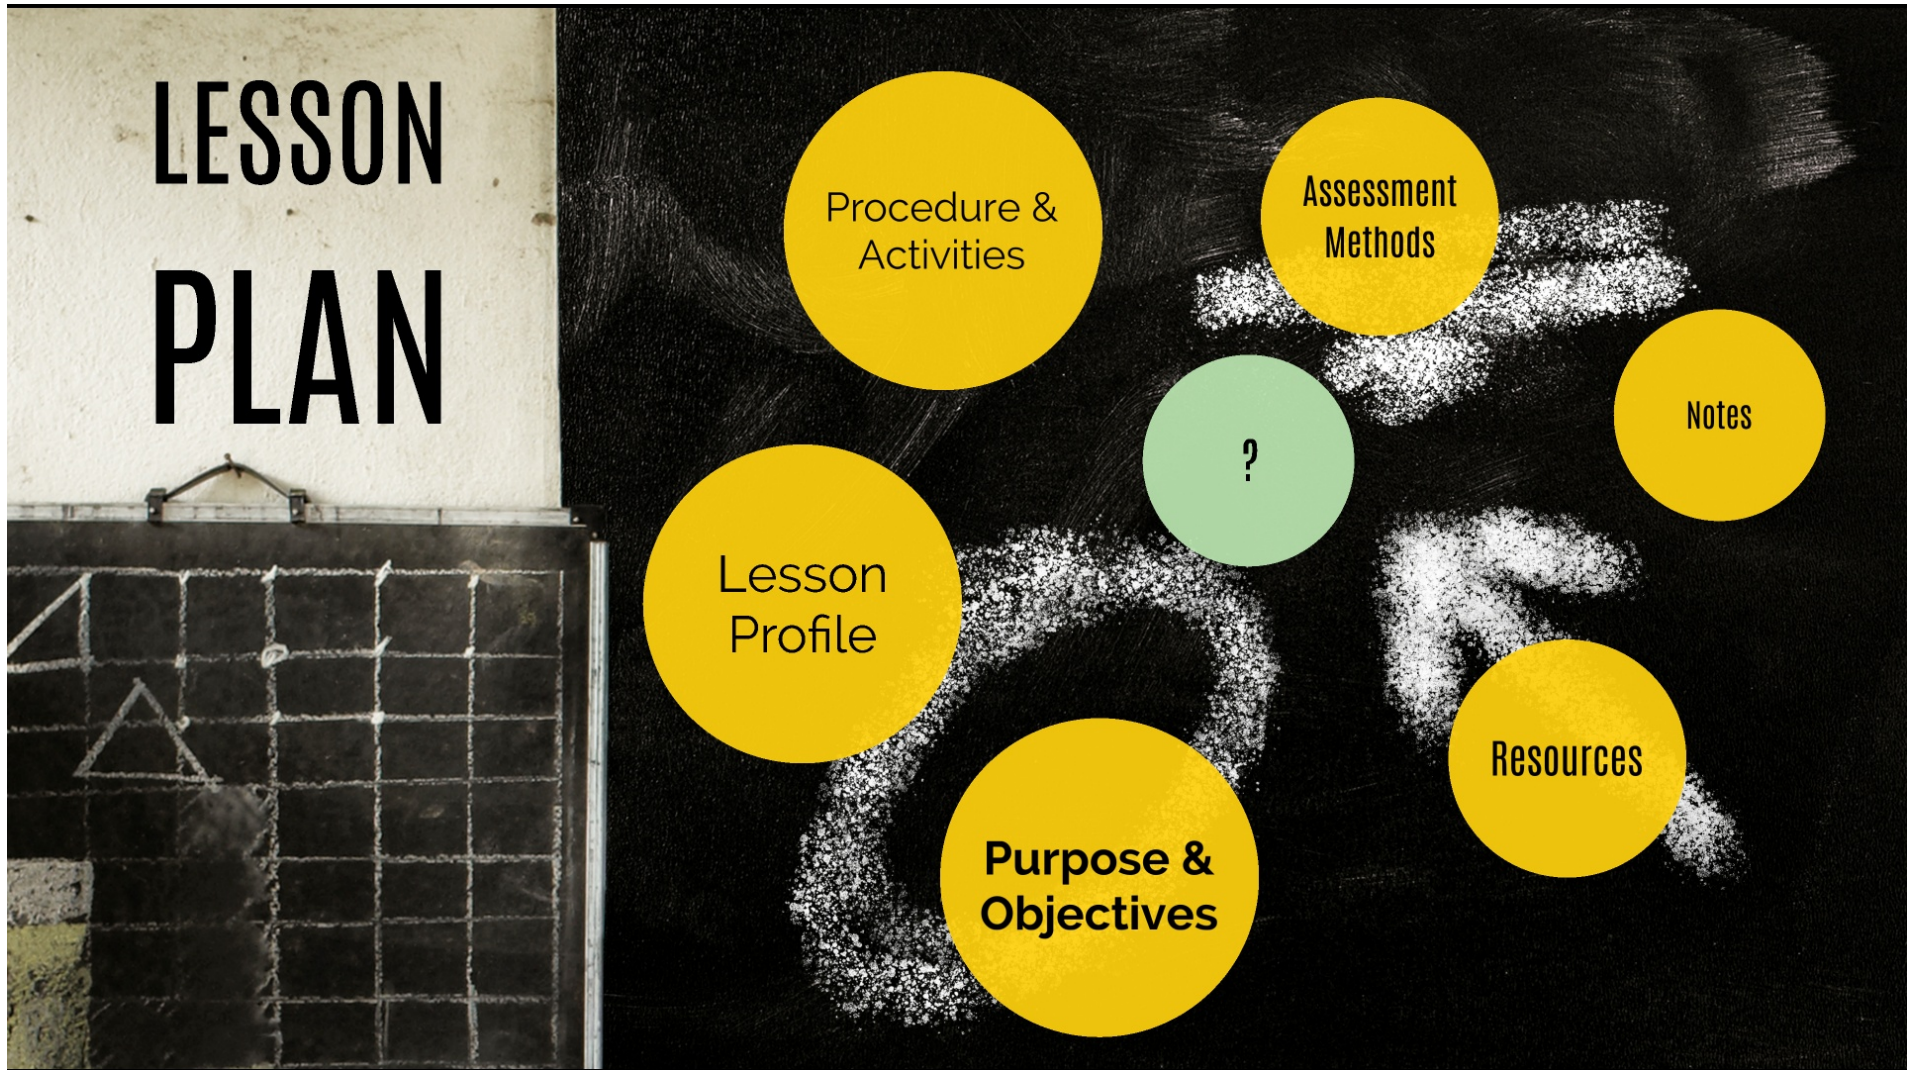 LESSON
PLAN
Procedure &
Activities
Assessment
Methods
Notes
?
Lesson
Profile
Resources
Purpose &
Objectives